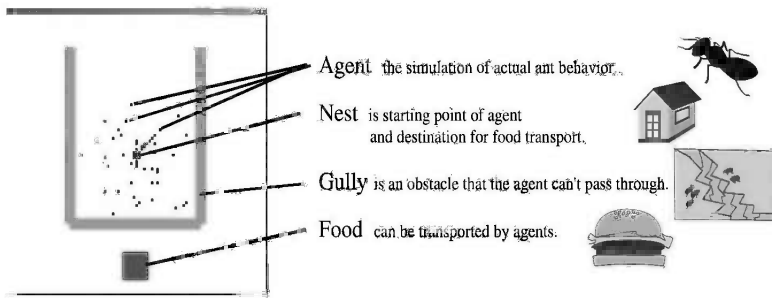 Agent the simulation of actual ant behavior.
Nest is starting point of agent
and destination for food transport.
Gully is an obstacle that the agent can't pass through.
Food can be transported by agents.